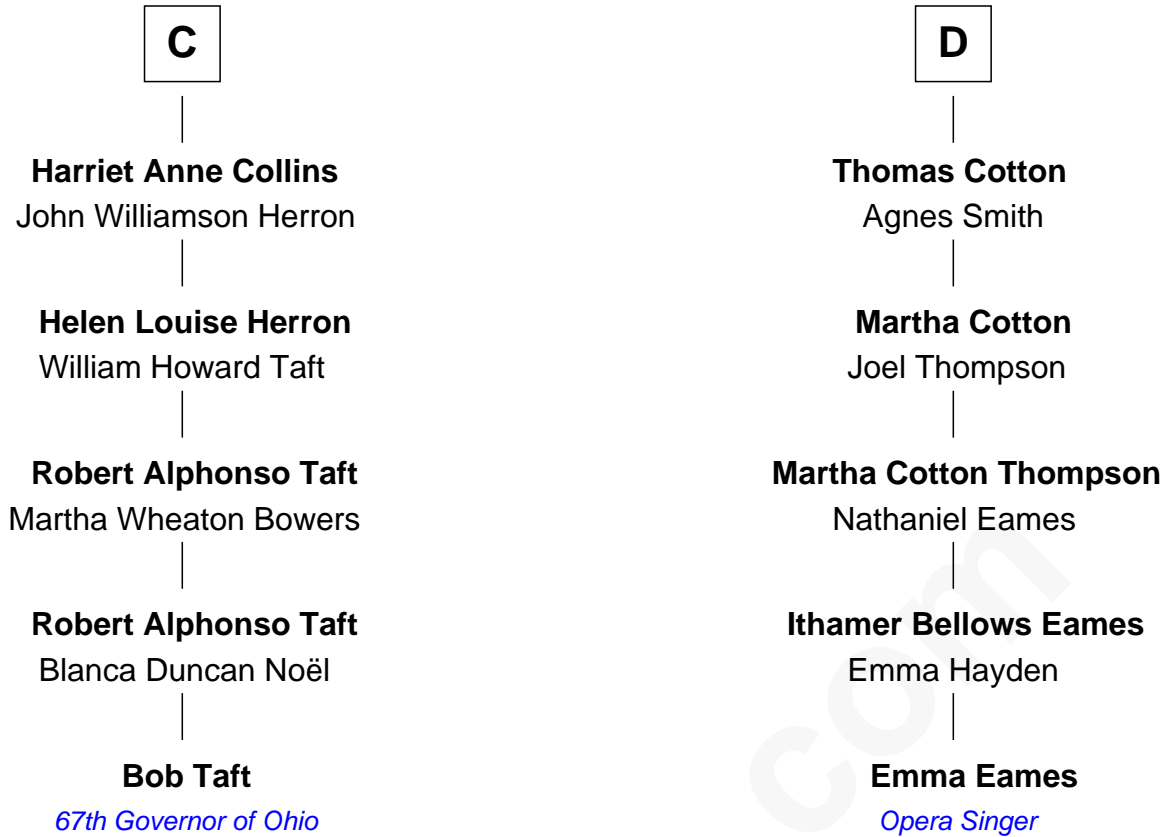 C
Harriet Anne Collins
John Williamson Herron
Helen Louise Herron
William Howard Taft
Robert Alphonso Taft
Martha Wheaton Bowers
Robert Alphonso Taft
Blanca Duncan Noël
Bob Taft
67th Governor of Ohio
D
Thomas Cotton
Agnes Smith
Martha Cotton
Joel Thompson
Martha Cotton Thompson
Nathaniel Eames
Ithamer Bellows Eames
Emma Hayden
Emma Eames
Opera Singer
com